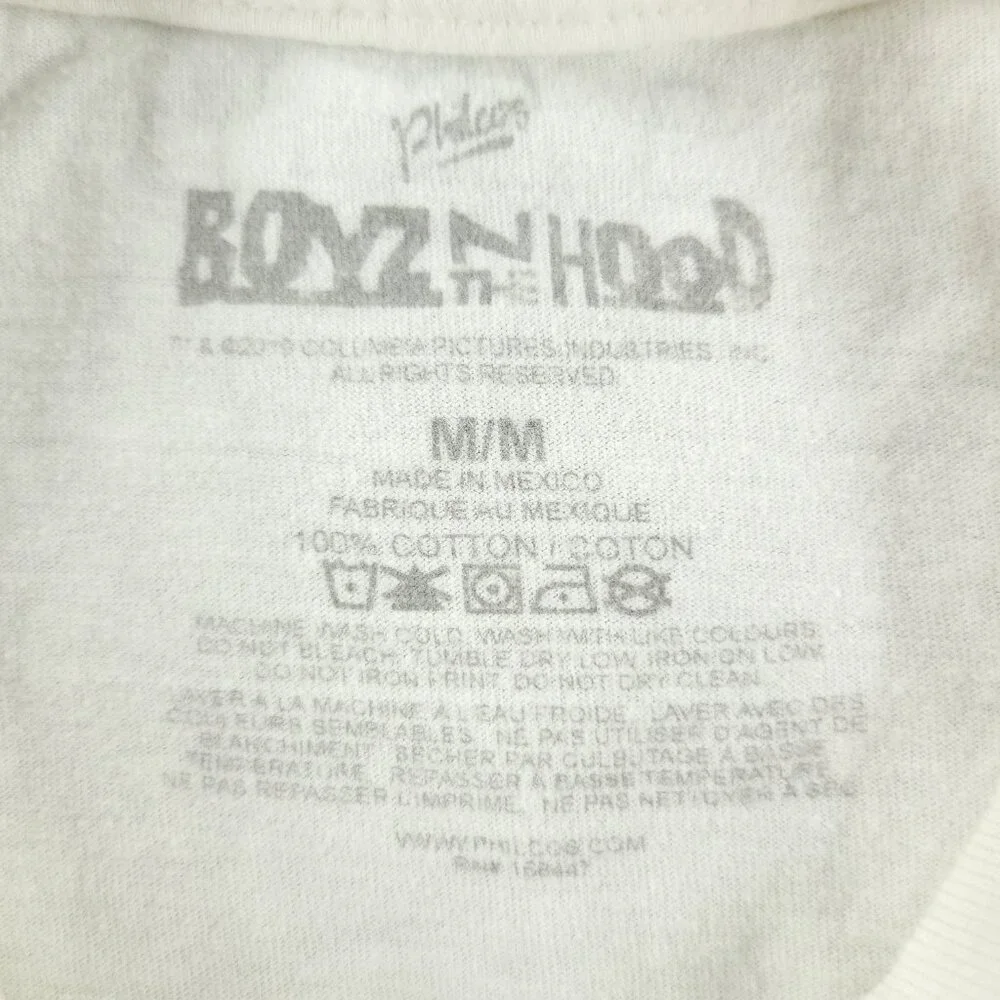 Philcos
BOYZ N THE HOOD
& © COLUMBIA PICTURES INDUSTRIES, INC.
ALL RIGHTS RESERVED.
M/M
MADE IN MEXICO
FABRIQUÉ AU MEXIQUE
100% COTTON / COTON
MACHINE WASH COLD, WASH WITH LIKE COLOURS
DO NOT BLEACH, TUMBLE DRY LOW, IRON ON LOW
DO NOT IRON PRINT, DO NOT DRY CLEAN
LAVER A LA MACHINE A L'EAU FROIDE, LAVER AVEC DES
COULEURS SEMBLABLES, NE PAS UTILISER D'AGENT DE
BLANCHIMENT, SECHER PAR CULBUTAGE A BASSE
TEMPERATURE, REPASSER A BASSE TEMPERATURE,
NE PAS REPASSER L'IMPRIME, NE PAS NETTOYER A SEC
WWW.PHILCOS.COM